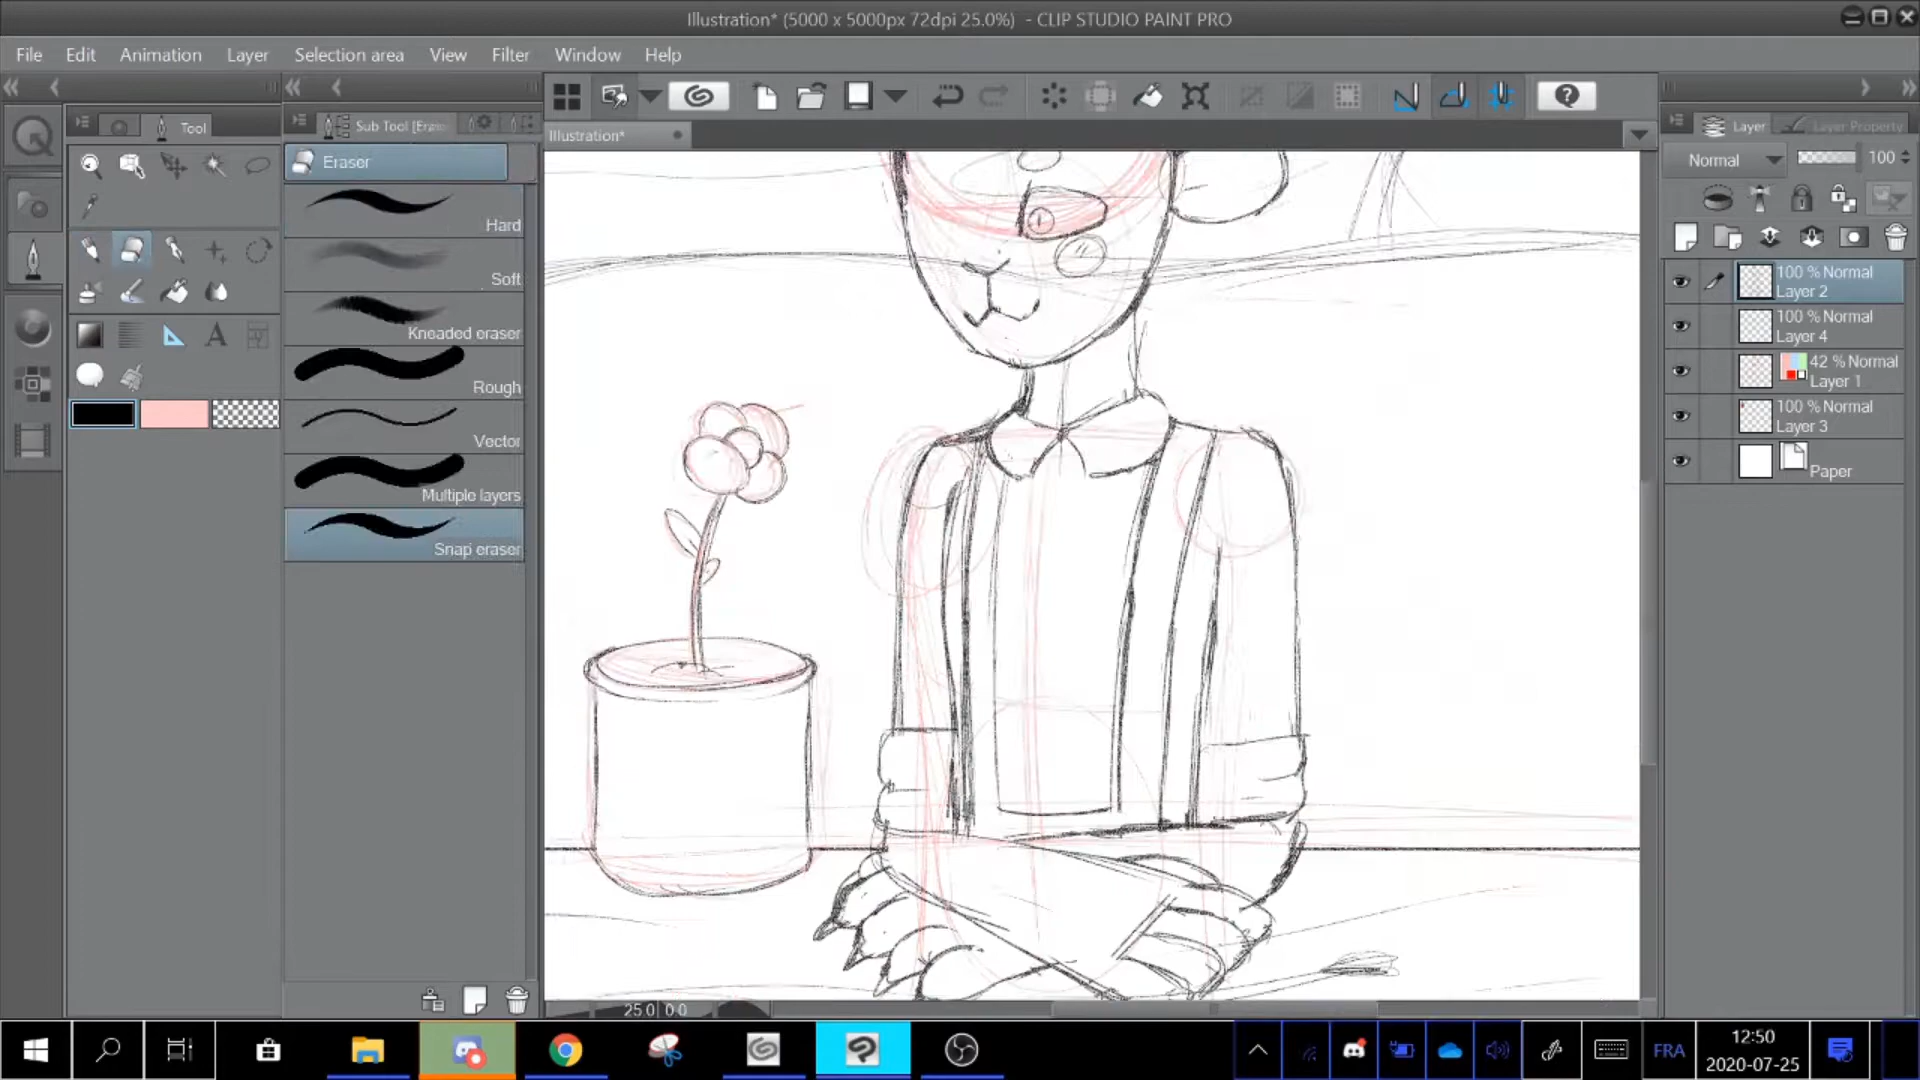 Illustration* (5000 x 5000px 72dpi 25.0%) - CLIP STUDIO PAINT PRO
File Edit Animation Layer Selection area View Filter Window Help
Tool
Sub Tool [Eras
Layer
Layer Property
Illustration*
Eraser
Normal
100
Hard
Soft
Kneaded eraser
Rough
Vector
Multiple layers
Snap eraser
100 % Normal
Layer 2
100 % Normal
Layer 4
42 % Normal
Layer 1
100 % Normal
Layer 3
Paper
25.0 0.0
FRA
12:50
2020-07-25